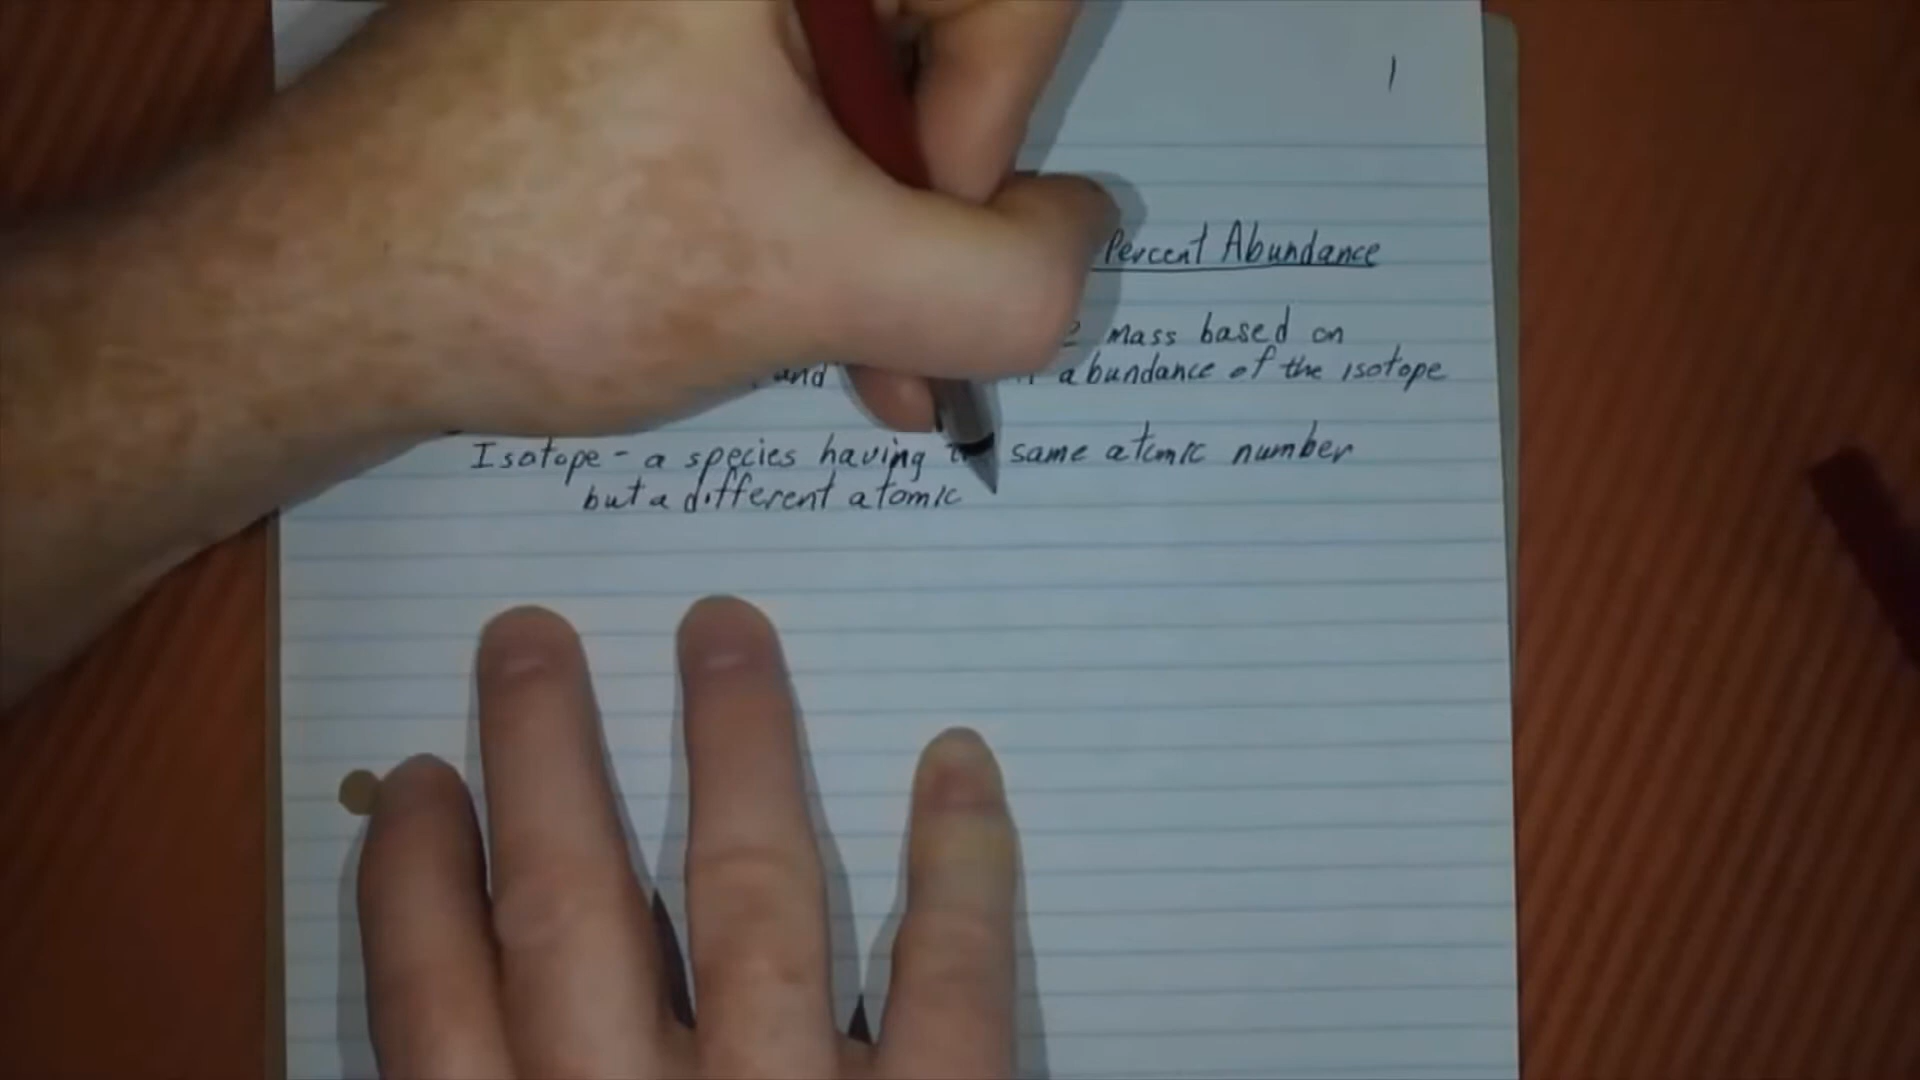 1
Percent Abundance
mass based on
and abundance of the isotope
Isotope - a species having same atomic number
but a different atomic